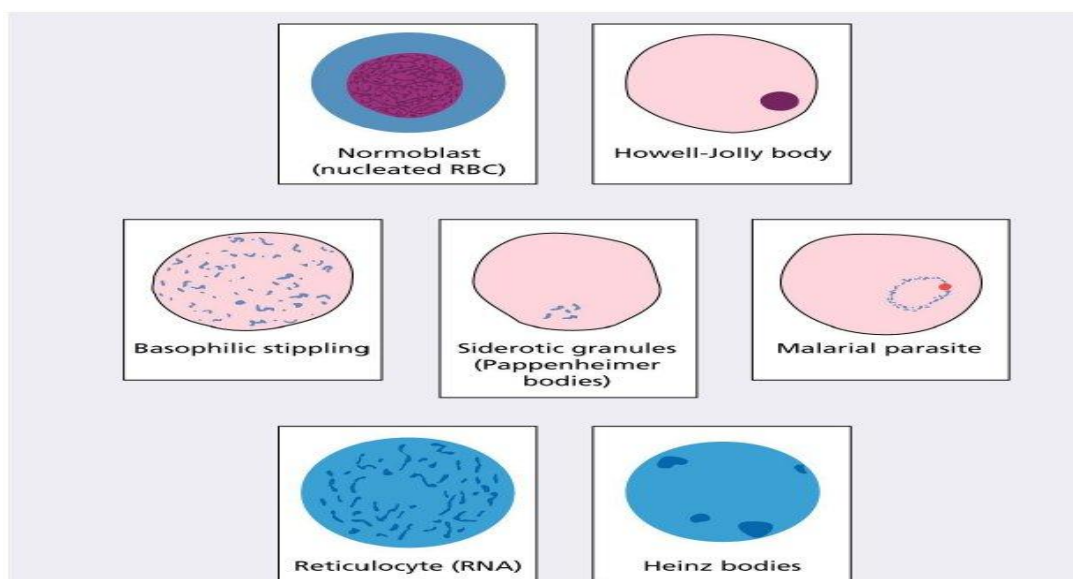 Normoblast
(nucleated RBC)
Howell-Jolly body
Basophilic stippling
Siderotic granules
(Pappenheimer
bodies)
Malarial parasite
Reticulocyte (RNA)
Heinz bodies